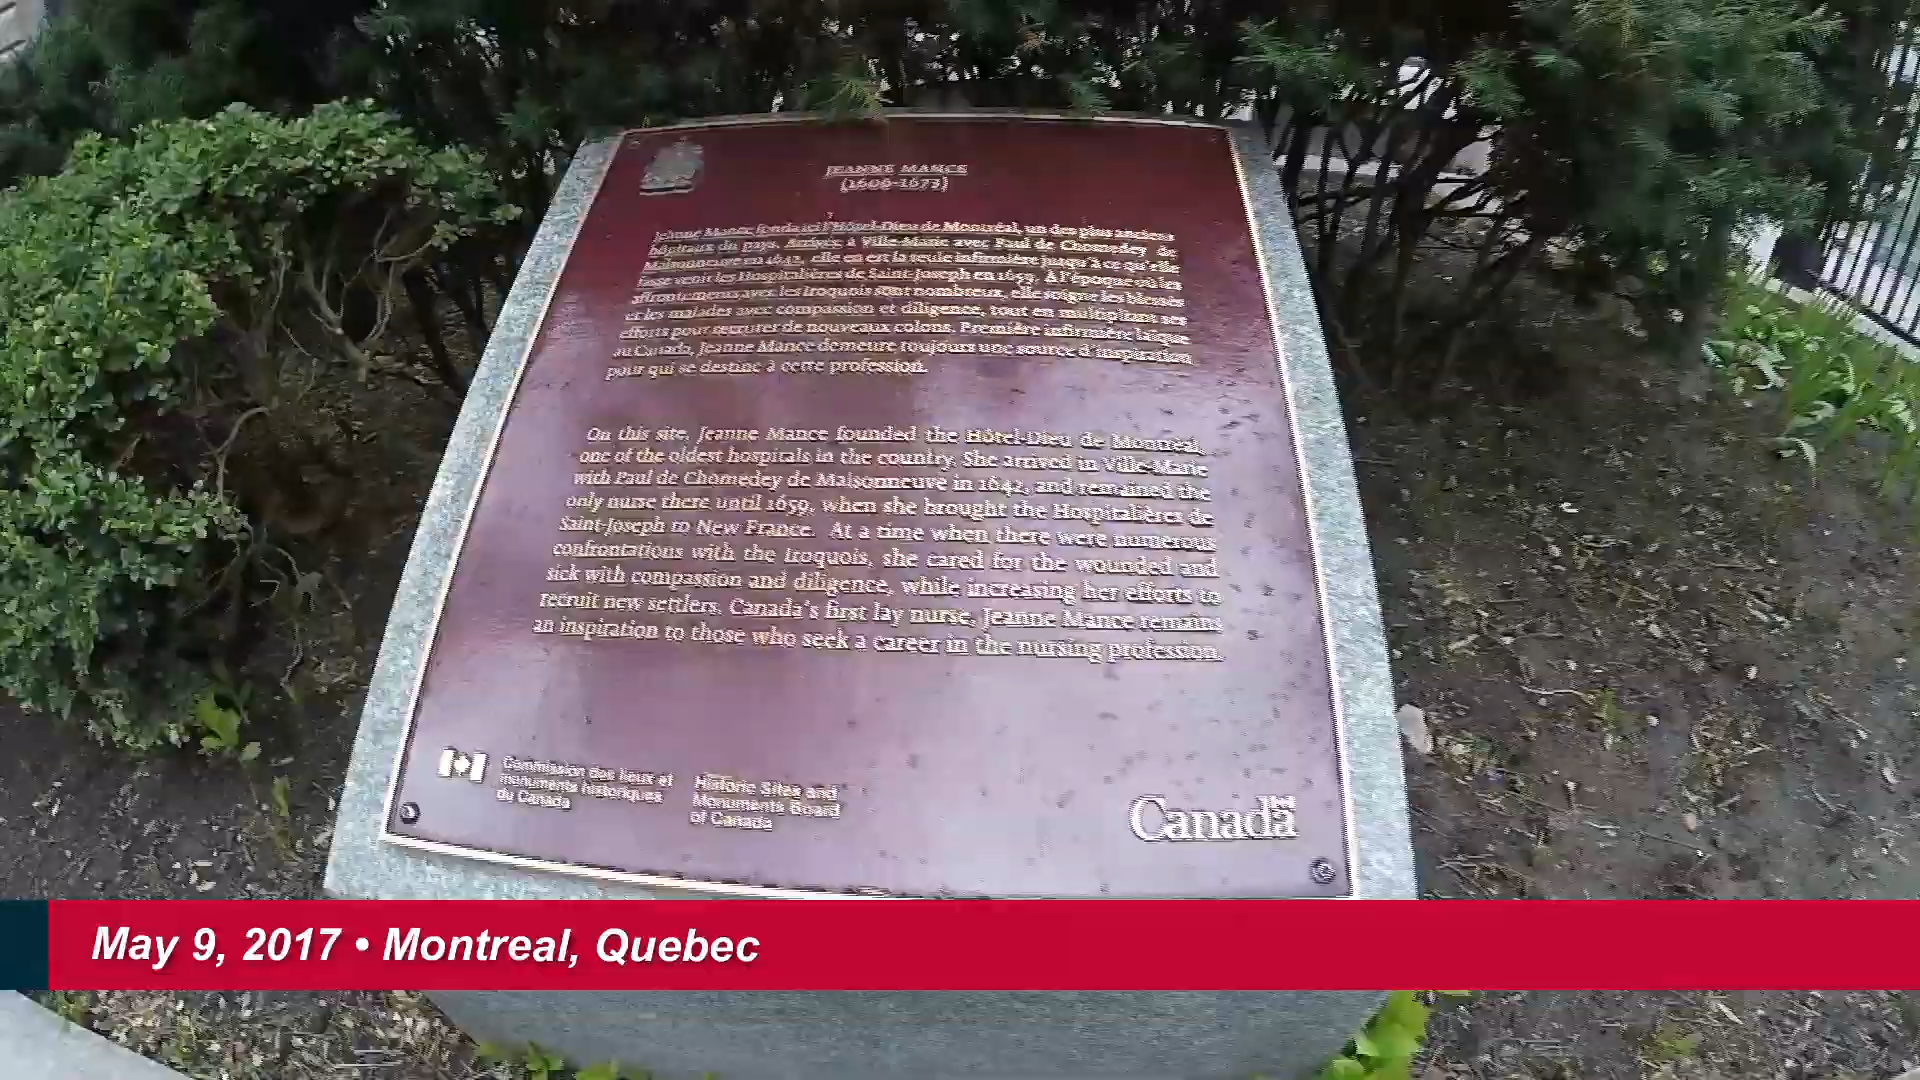 JEANNE MANCE
(1606-1673)
Jeanne Mance fonda ici l'Hôtel-Dieu de Montréal, un des plus anciens
hôpitaux du pays. Arrivée à Ville-Marie avec Paul de Chomedey de
Maisonneuve en 1642, elle en est la seule infirmière jusqu'à ce qu'elle
fasse venir les Hospitalières de Saint-Joseph en 1659. À l'époque où les
affrontements avec les Iroquois sont nombreux, elle soigne les blessés
et les malades avec compassion et diligence, tout en multipliant ses
efforts pour recruter de nouveaux colons. Première infirmière laïque
au Canada, Jeanne Mance demeure toujours une source d'inspiration
pour qui se destine à cette profession.
On this site, Jeanne Mance founded the Hôtel-Dieu de Montréal,
one of the oldest hospitals in the country. She arrived in Ville-Marie
with Paul de Chomedey de Maisonneuve in 1642, and remained the
only nurse there until 1659, when she brought the Hospitalières de
Saint-Joseph to New France. At a time when there were numerous
confrontations with the Iroquois, she cared for the wounded and
sick with compassion and diligence, while increasing her efforts to
recruit new settlers. Canada's first lay nurse, Jeanne Mance remains
an inspiration to those who seek a career in the nursing profession.
Commission des lieux et
monuments historiques
du Canada
Historic Sites and
Monuments Board
of Canada
Canada
May 9, 2017 • Montreal, Quebec